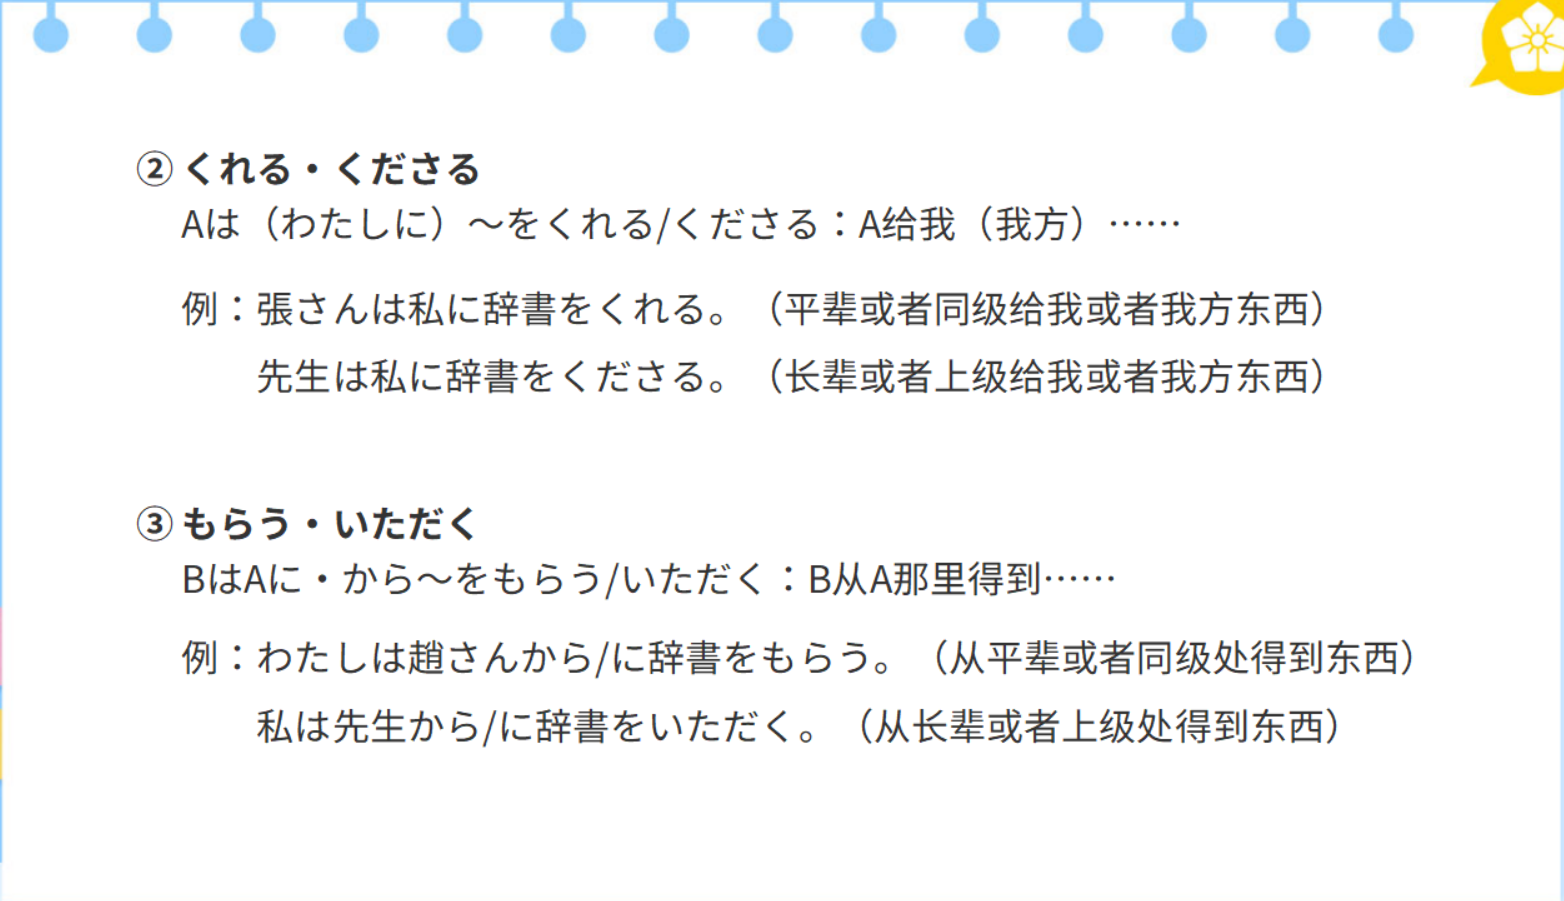 ② くれる・くださる
Aは（わたしに）～をくれる/くださる：A给我（我方）……
例：張さんは私に辞書をくれる。（平辈或者同级给我或者我方东西）
先生は私に辞書をくださる。（长辈或者上级给我或者我方东西）
③ もらう・いただく
BはAに・から～をもらう/いただく：B从A那里得到……
例：わたしは趙さんから/に辞書をもらう。（从平辈或者同级处得到东西）
私は先生から/に辞書をいただく。（从长辈或者上级处得到东西）